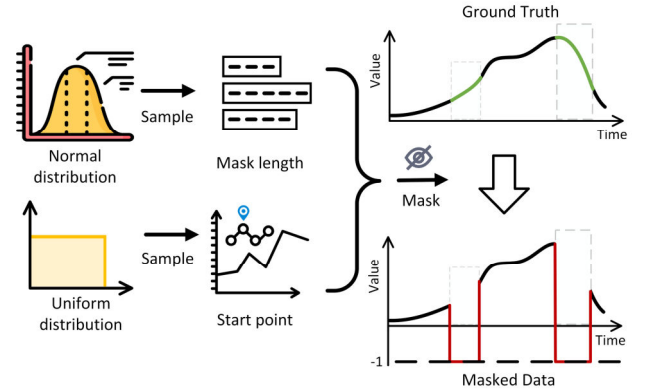 Ground Truth
Value
Time
Sample
Normal
distribution
Mask length
Mask
Sample
Uniform
distribution
Start point
Value
Time
-1
Masked Data